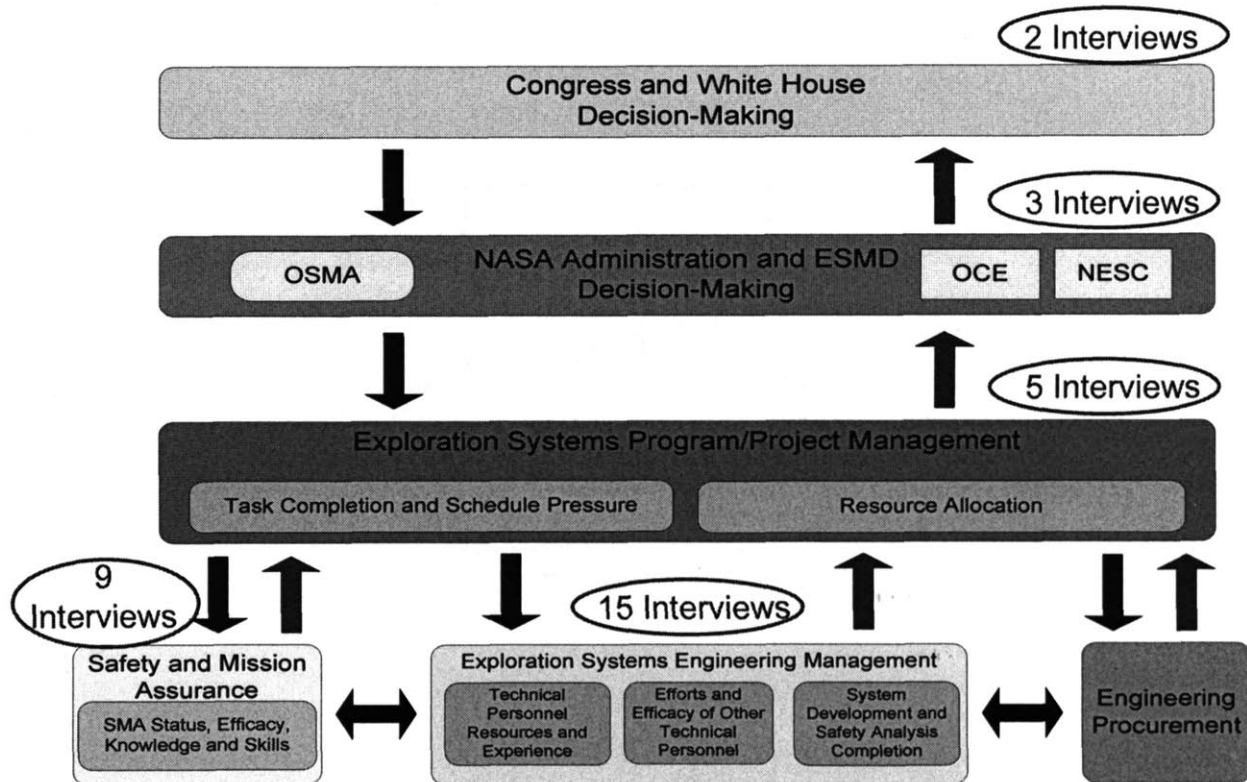 2 Interviews
Congress and White House
Decision-Making
3 Interviews
OSMA
NASA Administration and ESMD
Decision-Making
OCE
NESC
5 Interviews
Exploration Systems Program/Project Management
Task Completion and Schedule Pressure
Resource Allocation
9
Interviews
15 Interviews
Safety and Mission
Assurance
SMA Status, Efficacy,
Knowledge and Skills
Exploration Systems Engineering Management
Technical
Personnel
Resources and
Experience
Efforts and
Efficacy of Other
Technical
Personnel
System
Development and
Safety Analysis
Completion
Engineering
Procurement